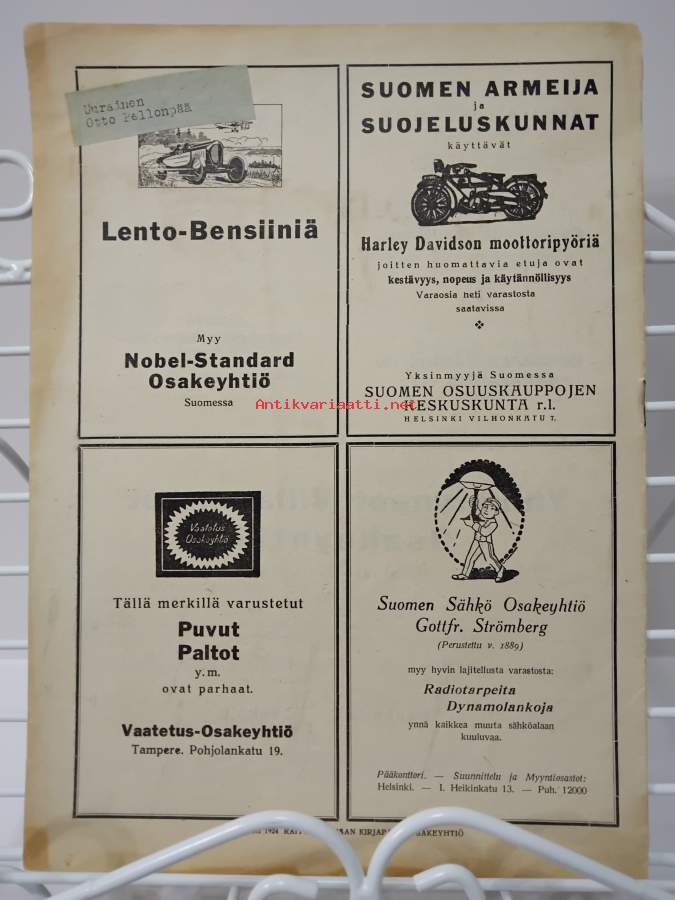 Uurainen
Otto Pellonpää
Lento-Bensiiniä
Myy
Nobel-Standard
Osakeyhtiö
Suomessa
SUOMEN ARMEIJA
ja
SUOJELUSKUNNAT
käyttävät
Harley Davidson moottoripyöriä
joitten huomattavia etuja ovat
kestävyys, nopeus ja käytännöllisyys
Varaosia heti varastosta
saatavissa
Yksinmyyjä Suomessa
SUOMEN OSUUSKAUPPOJEN
KESKUSKUNTA r.l.
HELSINKI VILHONKATU 7.
Antikvariaatti.net
Vaatetus
Osakeyhtiö
Tällä merkillä varustetut
Puvut
Paltot
y.m.
ovat parhaat.
Vaatetus-Osakeyhtiö
Tampere. Pohjolankatu 19.
Suomen Sähkö Osakeyhtiö
Gottfr. Strömberg
(Perustettu v. 1889)
myy hyvin lajitellusta varastosta:
Radiotarpeita
Dynamolankoja
ynnä kaikkea muuta sähköalaan
kuuluvaa.
Pääkonttori. — Suunnittelu ja Myyntiosastot:
Helsinki. — I. Heikinkatu 13. — Puh. 12000
1924 KIRJAPAINO OSAKEYHTIÖ